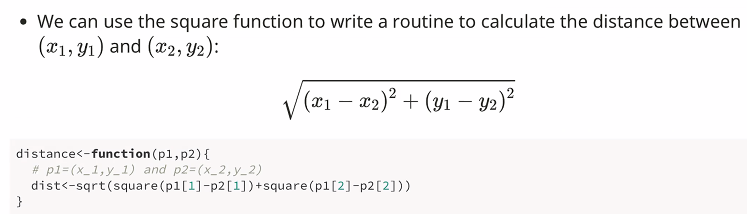 • We can use the square function to write a routine to calculate the distance between
(x₁, y₁) and (x₂, y₂):
√((x₁ − x₂)² + (y₁ − y₂)²)
distance<-function(p1,p2){
  # p1=(x_1,y_1) and p2=(x_2,y_2)
  dist<-sqrt(square(p1[1]-p2[1])+square(p1[2]-p2[2]))
}